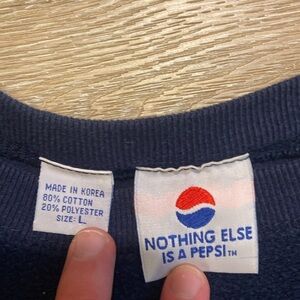 MADE IN KOREA
80% COTTON
20% POLYESTER
SIZE: L
NOTHING ELSE
IS A PEPSI™